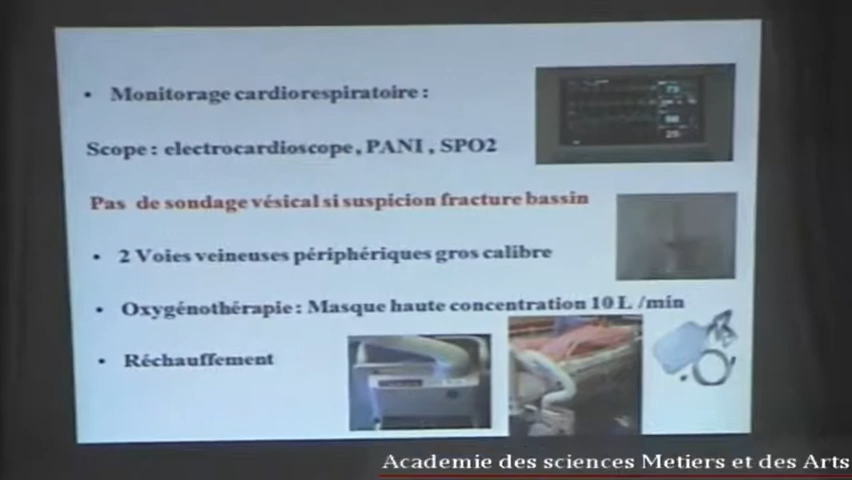 • Monitorage cardiorespiratoire :
Scope : electrocardioscope , PANI , SPO2
Pas de sondage vésical si suspicion fracture bassin
• 2 Voies veineuses périphériques gros calibre
• Oxygénothérapie : Masque haute concentration 10 L /min
• Réchauffement
Academie des sciences Metiers et des Arts